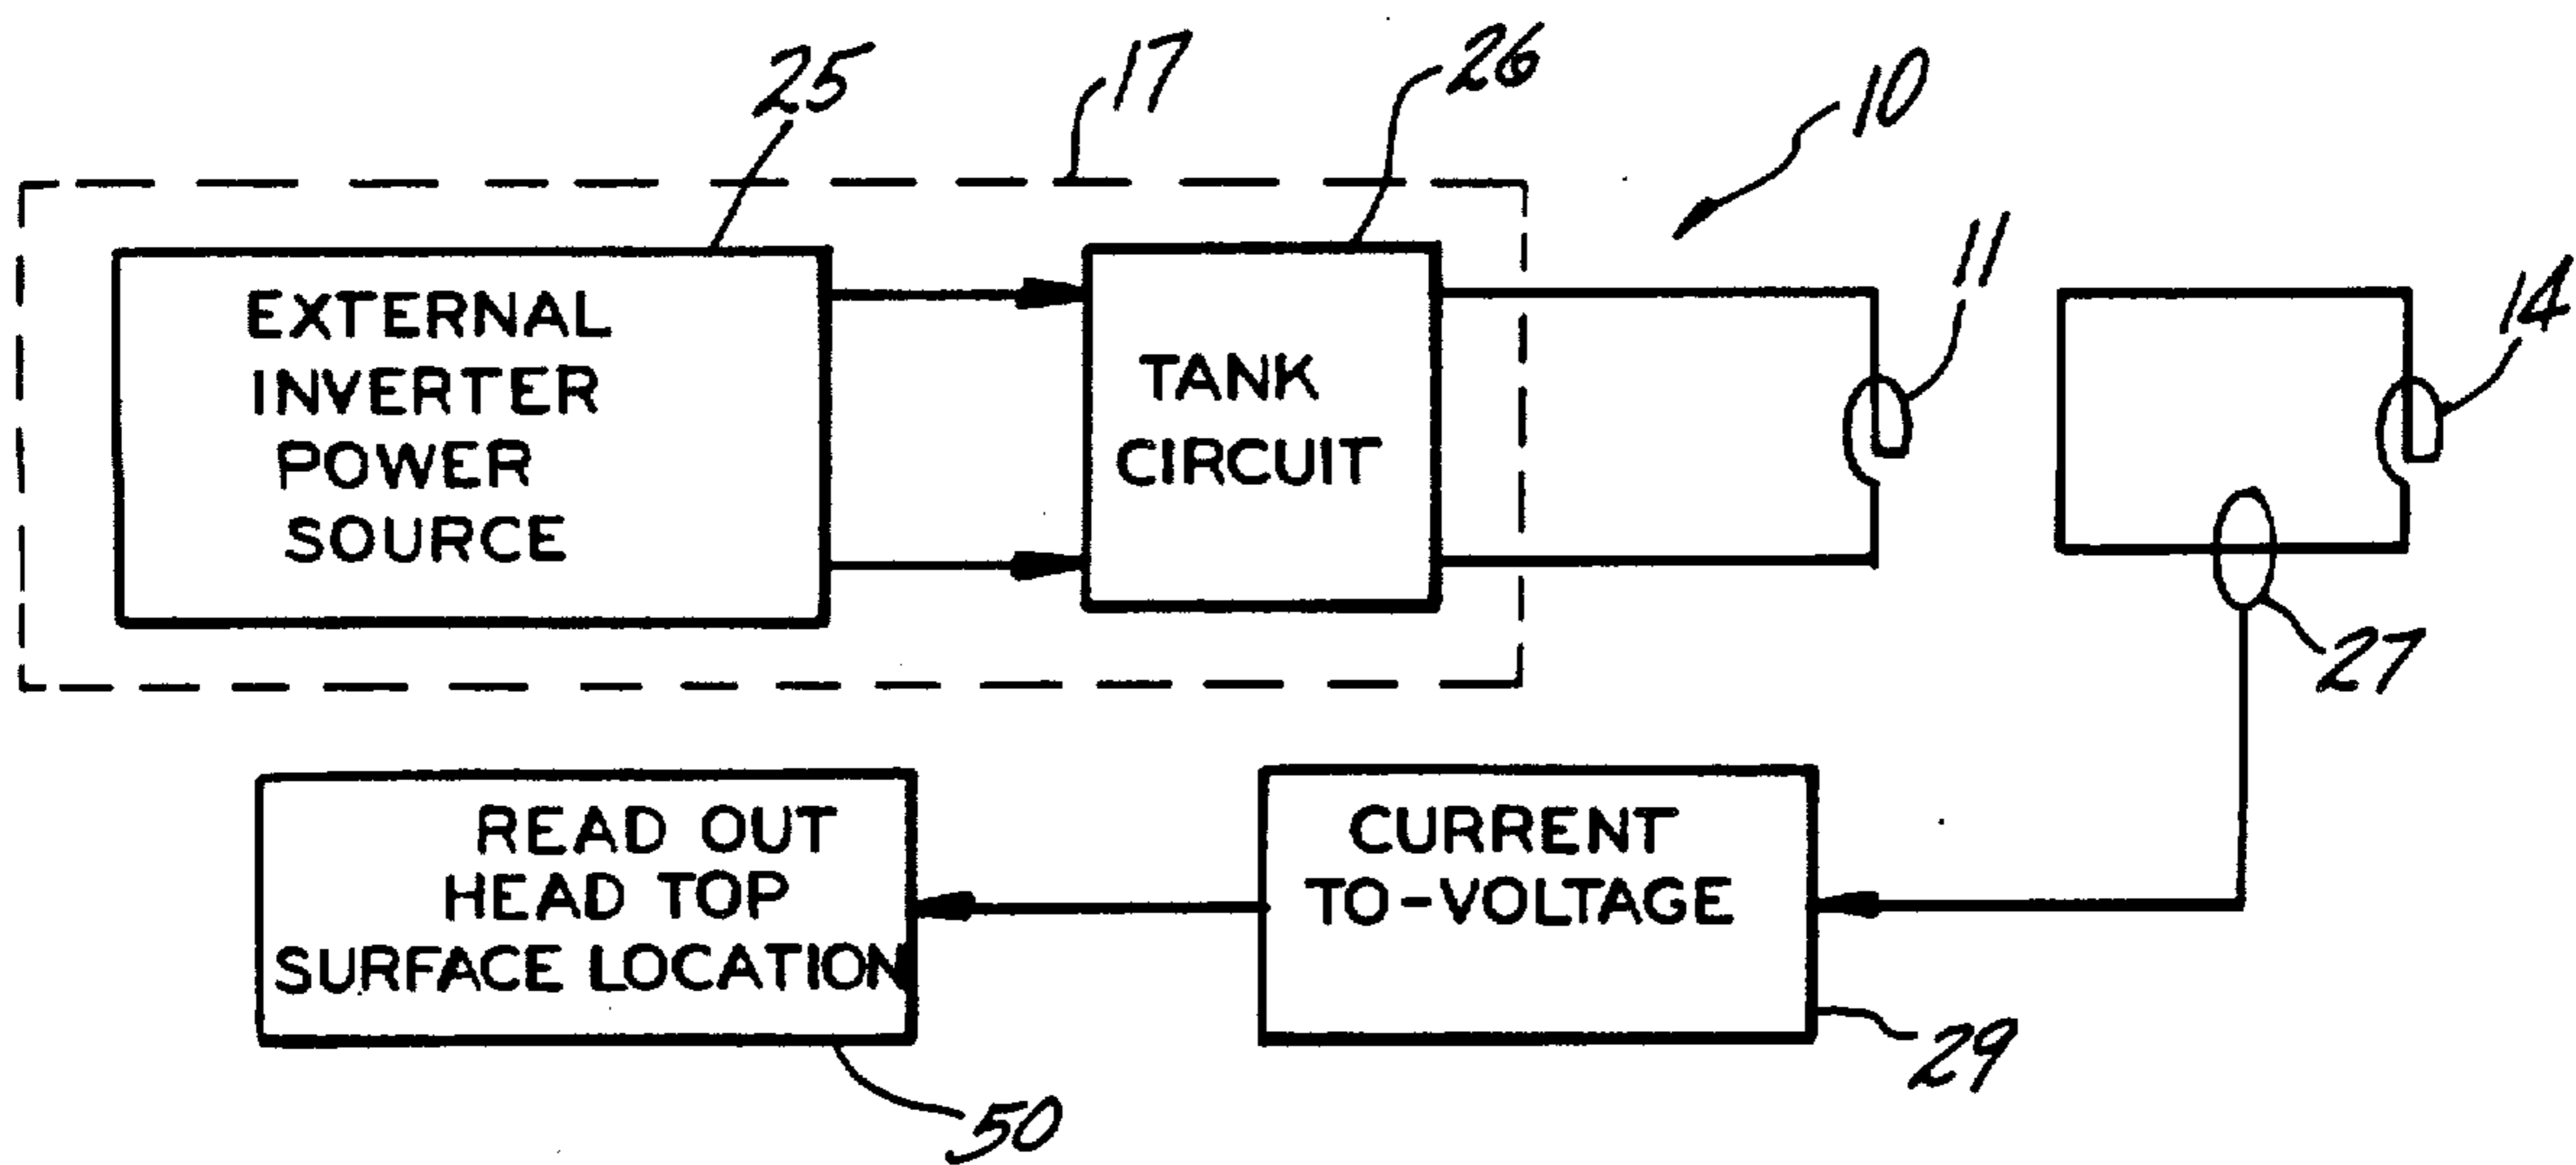 25
17
26
10
11
14
EXTERNAL
INVERTER
POWER
SOURCE
TANK
CIRCUIT
27
READ OUT
HEAD TOP
SURFACE LOCATION
CURRENT
TO-VOLTAGE
29
50